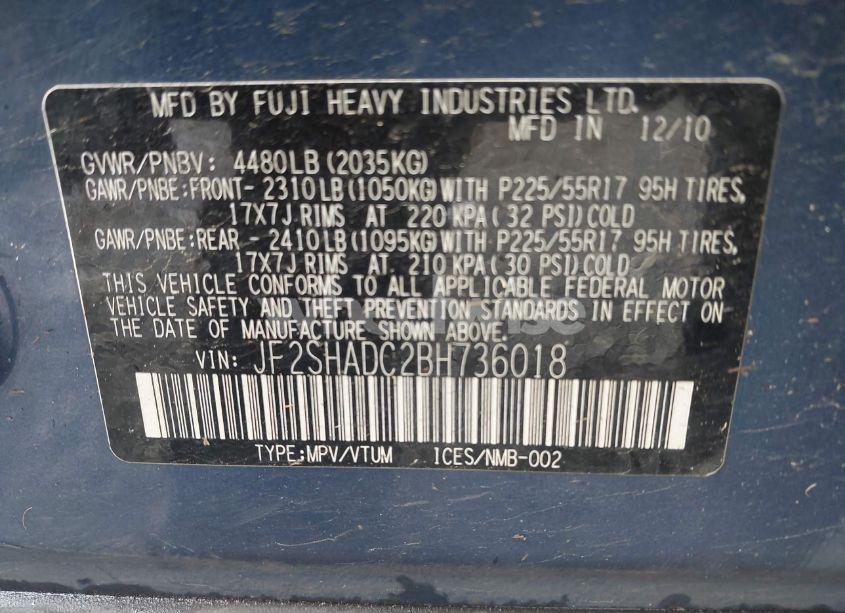 MFD BY FUJI HEAVY INDUSTRIES LTD.
MFD IN 12/10
GVWR/PNBV: 4480LB(2035KG)
GAWR/PNBE:FRONT- 2310LB(1050KG)WITH P225/55R17 95H TIRES,
17X7J RIMS AT 220 KPA(32 PSI)COLD
GAWR/PNBE:REAR - 2410LB(1095KG)WITH P225/55R17 95H TIRES,
17X7J RIMS AT 210 KPA(30 PSI)COLD
THIS VEHICLE CONFORMS TO ALL APPLICABLE FEDERAL MOTOR
VEHICLE SAFETY AND THEFT PREVENTION STANDARDS IN EFFECT ON
THE DATE OF MANUFACTURE SHOWN ABOVE.
VIN: JF2SHADC2BH736018
TYPE:MPV/VTUM ICES/NMB-002